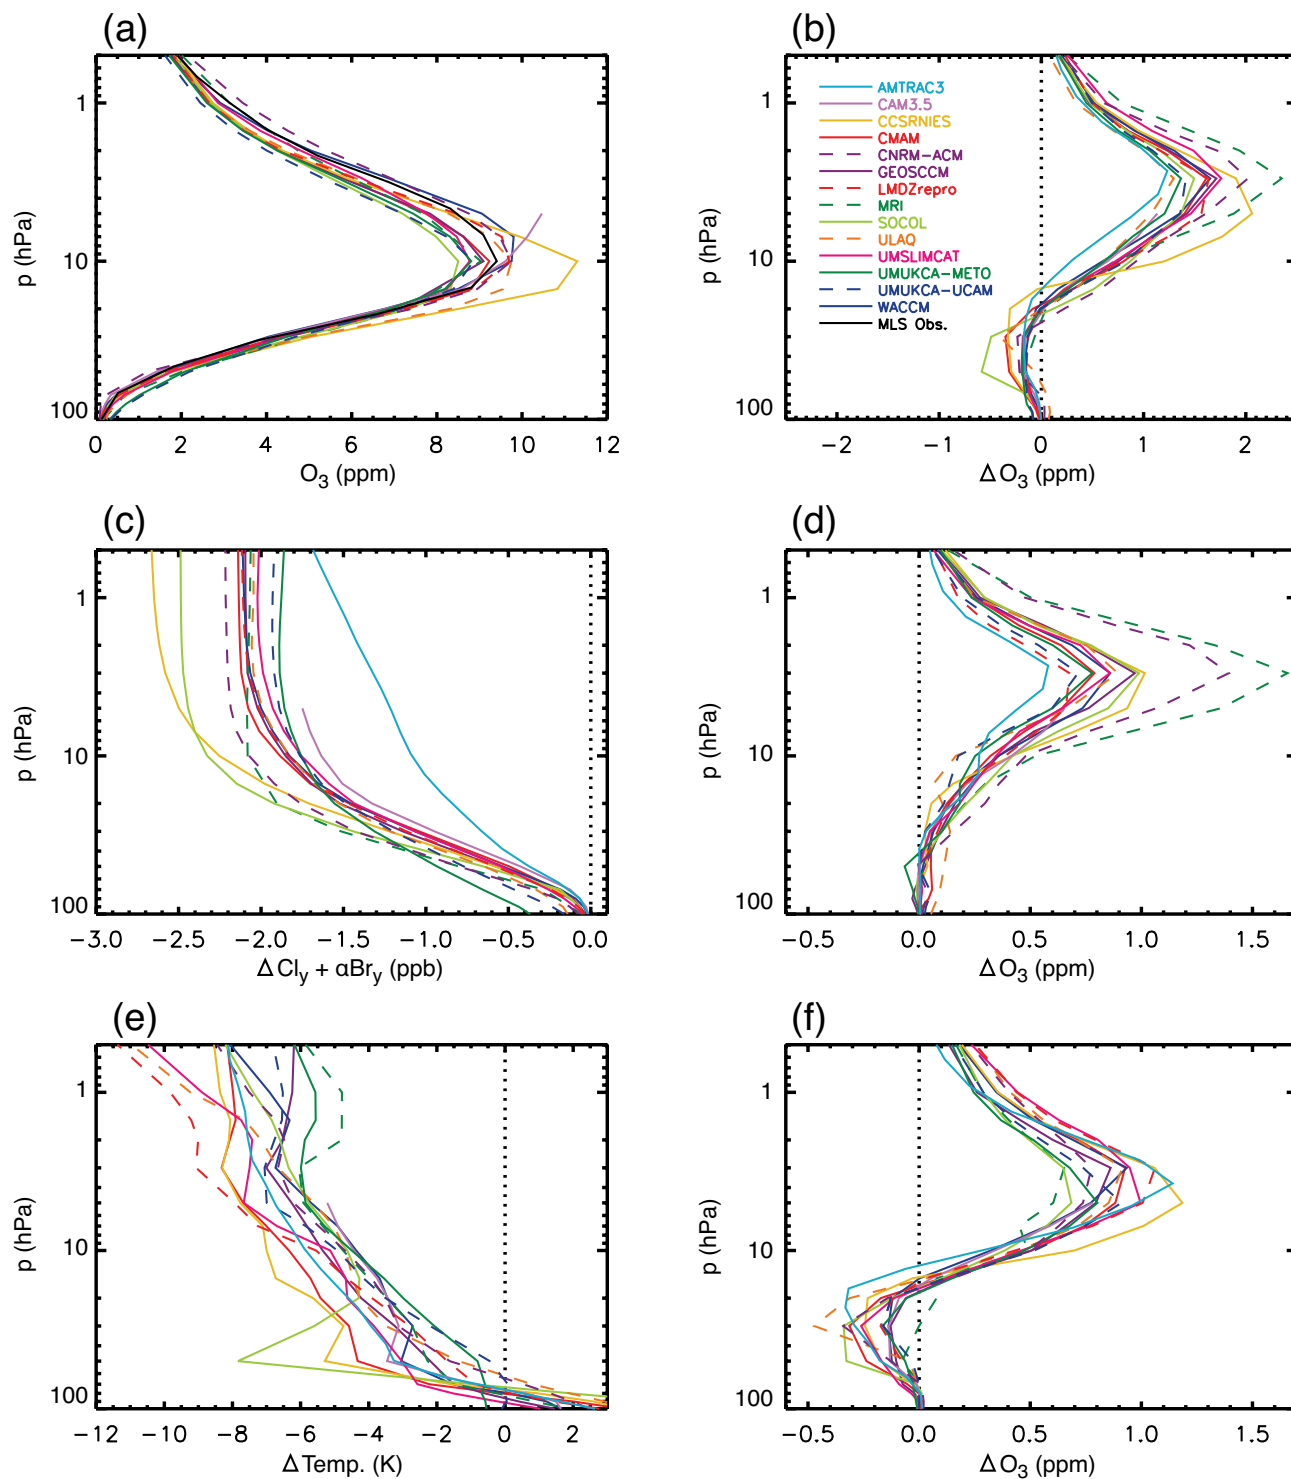 (a)
p (hPa)
1
10
100
0 2 4 6 8 10 12
O3 (ppm)
(b)
AMTRAC3
CAM3.5
CCSRNIES
CMAM
CNRM-ACM
GEOSCCM
LMDZrepro
MRI
SOCOL
ULAQ
UMSLIMCAT
UMUKCA-METO
UMUKCA-UCAM
WACCM
MLS Obs.
p (hPa)
1
10
100
-2 -1 0 1 2
Δ O3 (ppm)
(c)
p (hPa)
1
10
100
-3.0 -2.5 -2.0 -1.5 -1.0 -0.5 0.0
Δ Cly + αBry (ppb)
(d)
p (hPa)
1
10
100
-0.5 0.0 0.5 1.0 1.5
Δ O3 (ppm)
(e)
p (hPa)
1
10
100
-12 -10 -8 -6 -4 -2 0 2
Δ Temp. (K)
(f)
p (hPa)
1
10
100
-0.5 0.0 0.5 1.0 1.5
Δ O3 (ppm)